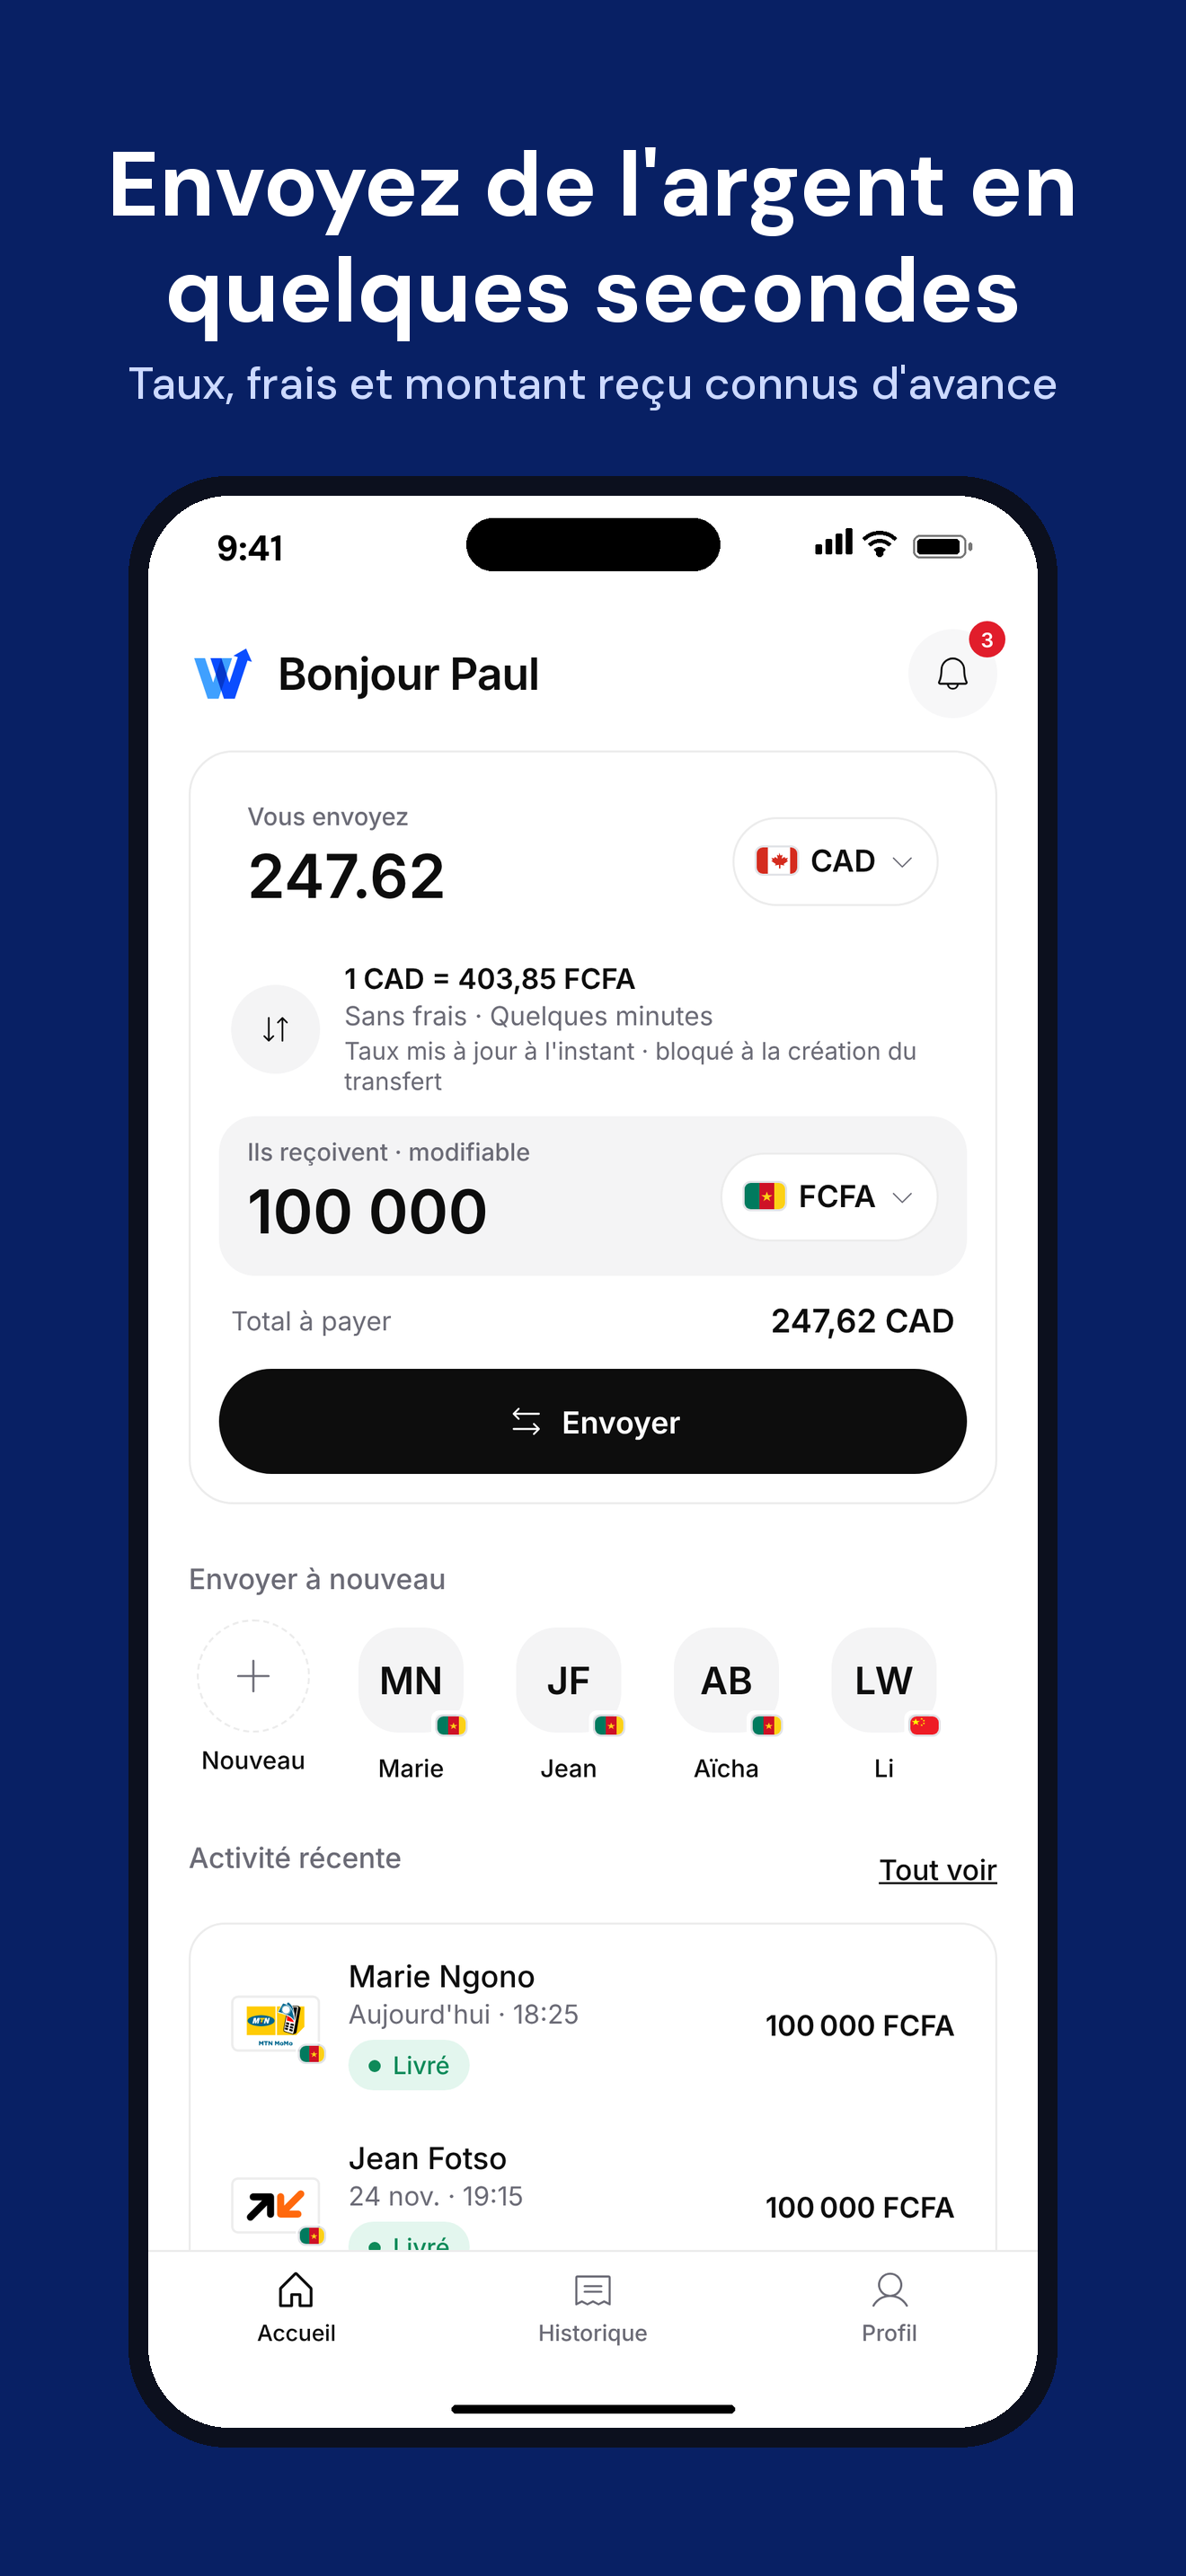 Envoyez de l'argent en
quelques secondes
Taux, frais et montant reçu connus d'avance
9:41
Bonjour Paul
3
Vous envoyez
247.62
CAD
1 CAD = 403,85 FCFA
Sans frais · Quelques minutes
Taux mis à jour à l'instant · bloqué à la création du
transfert
Ils reçoivent · modifiable
100 000
FCFA
Total à payer
247,62 CAD
Envoyer
Envoyer à nouveau
MN
JF
AB
LW
Nouveau
Marie
Jean
Aïcha
Li
Activité récente
Tout voir
Marie Ngono
Aujourd'hui · 18:25
100 000 FCFA
MTN
MTN MoMo
Livré
Jean Fotso
24 nov. · 19:15
100 000 FCFA
Livré
Accueil
Historique
Profil